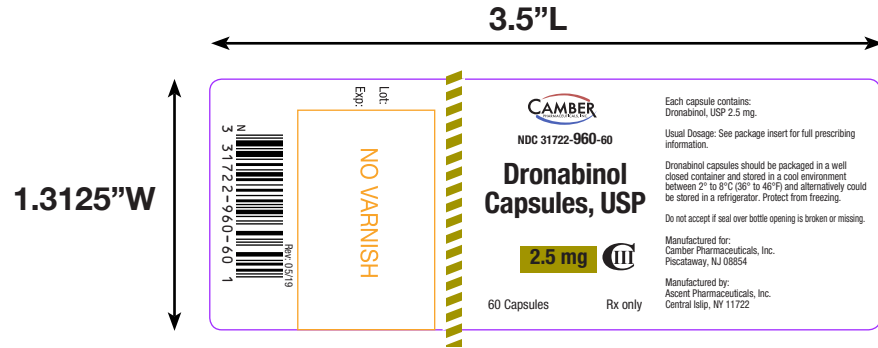 3.5”L
1.3125”W
N
3 31722-960-60 1
Rev: 05/19
Lot:
Exp:
NO VARNISH
CAMBER
PHARMACEUTICALS, INC.
NDC 31722-960-60
Dronabinol
Capsules, USP
2.5 mg
CIII
60 Capsules Rx only
Each capsule contains:
Dronabinol, USP 2.5 mg.
Usual Dosage: See package insert for full prescribing
information.
Dronabinol capsules should be packaged in a well
closed container and stored in a cool environment
between 2° to 8°C (36° to 46°F) and alternatively could
be stored in a refrigerator. Protect from freezing.
Do not accept if seal over bottle opening is broken or missing.
Manufactured for:
Camber Pharmaceuticals, Inc.
Piscataway, NJ 08854
Manufactured by:
Ascent Pharmaceuticals, Inc.
Central Islip, NY 11722